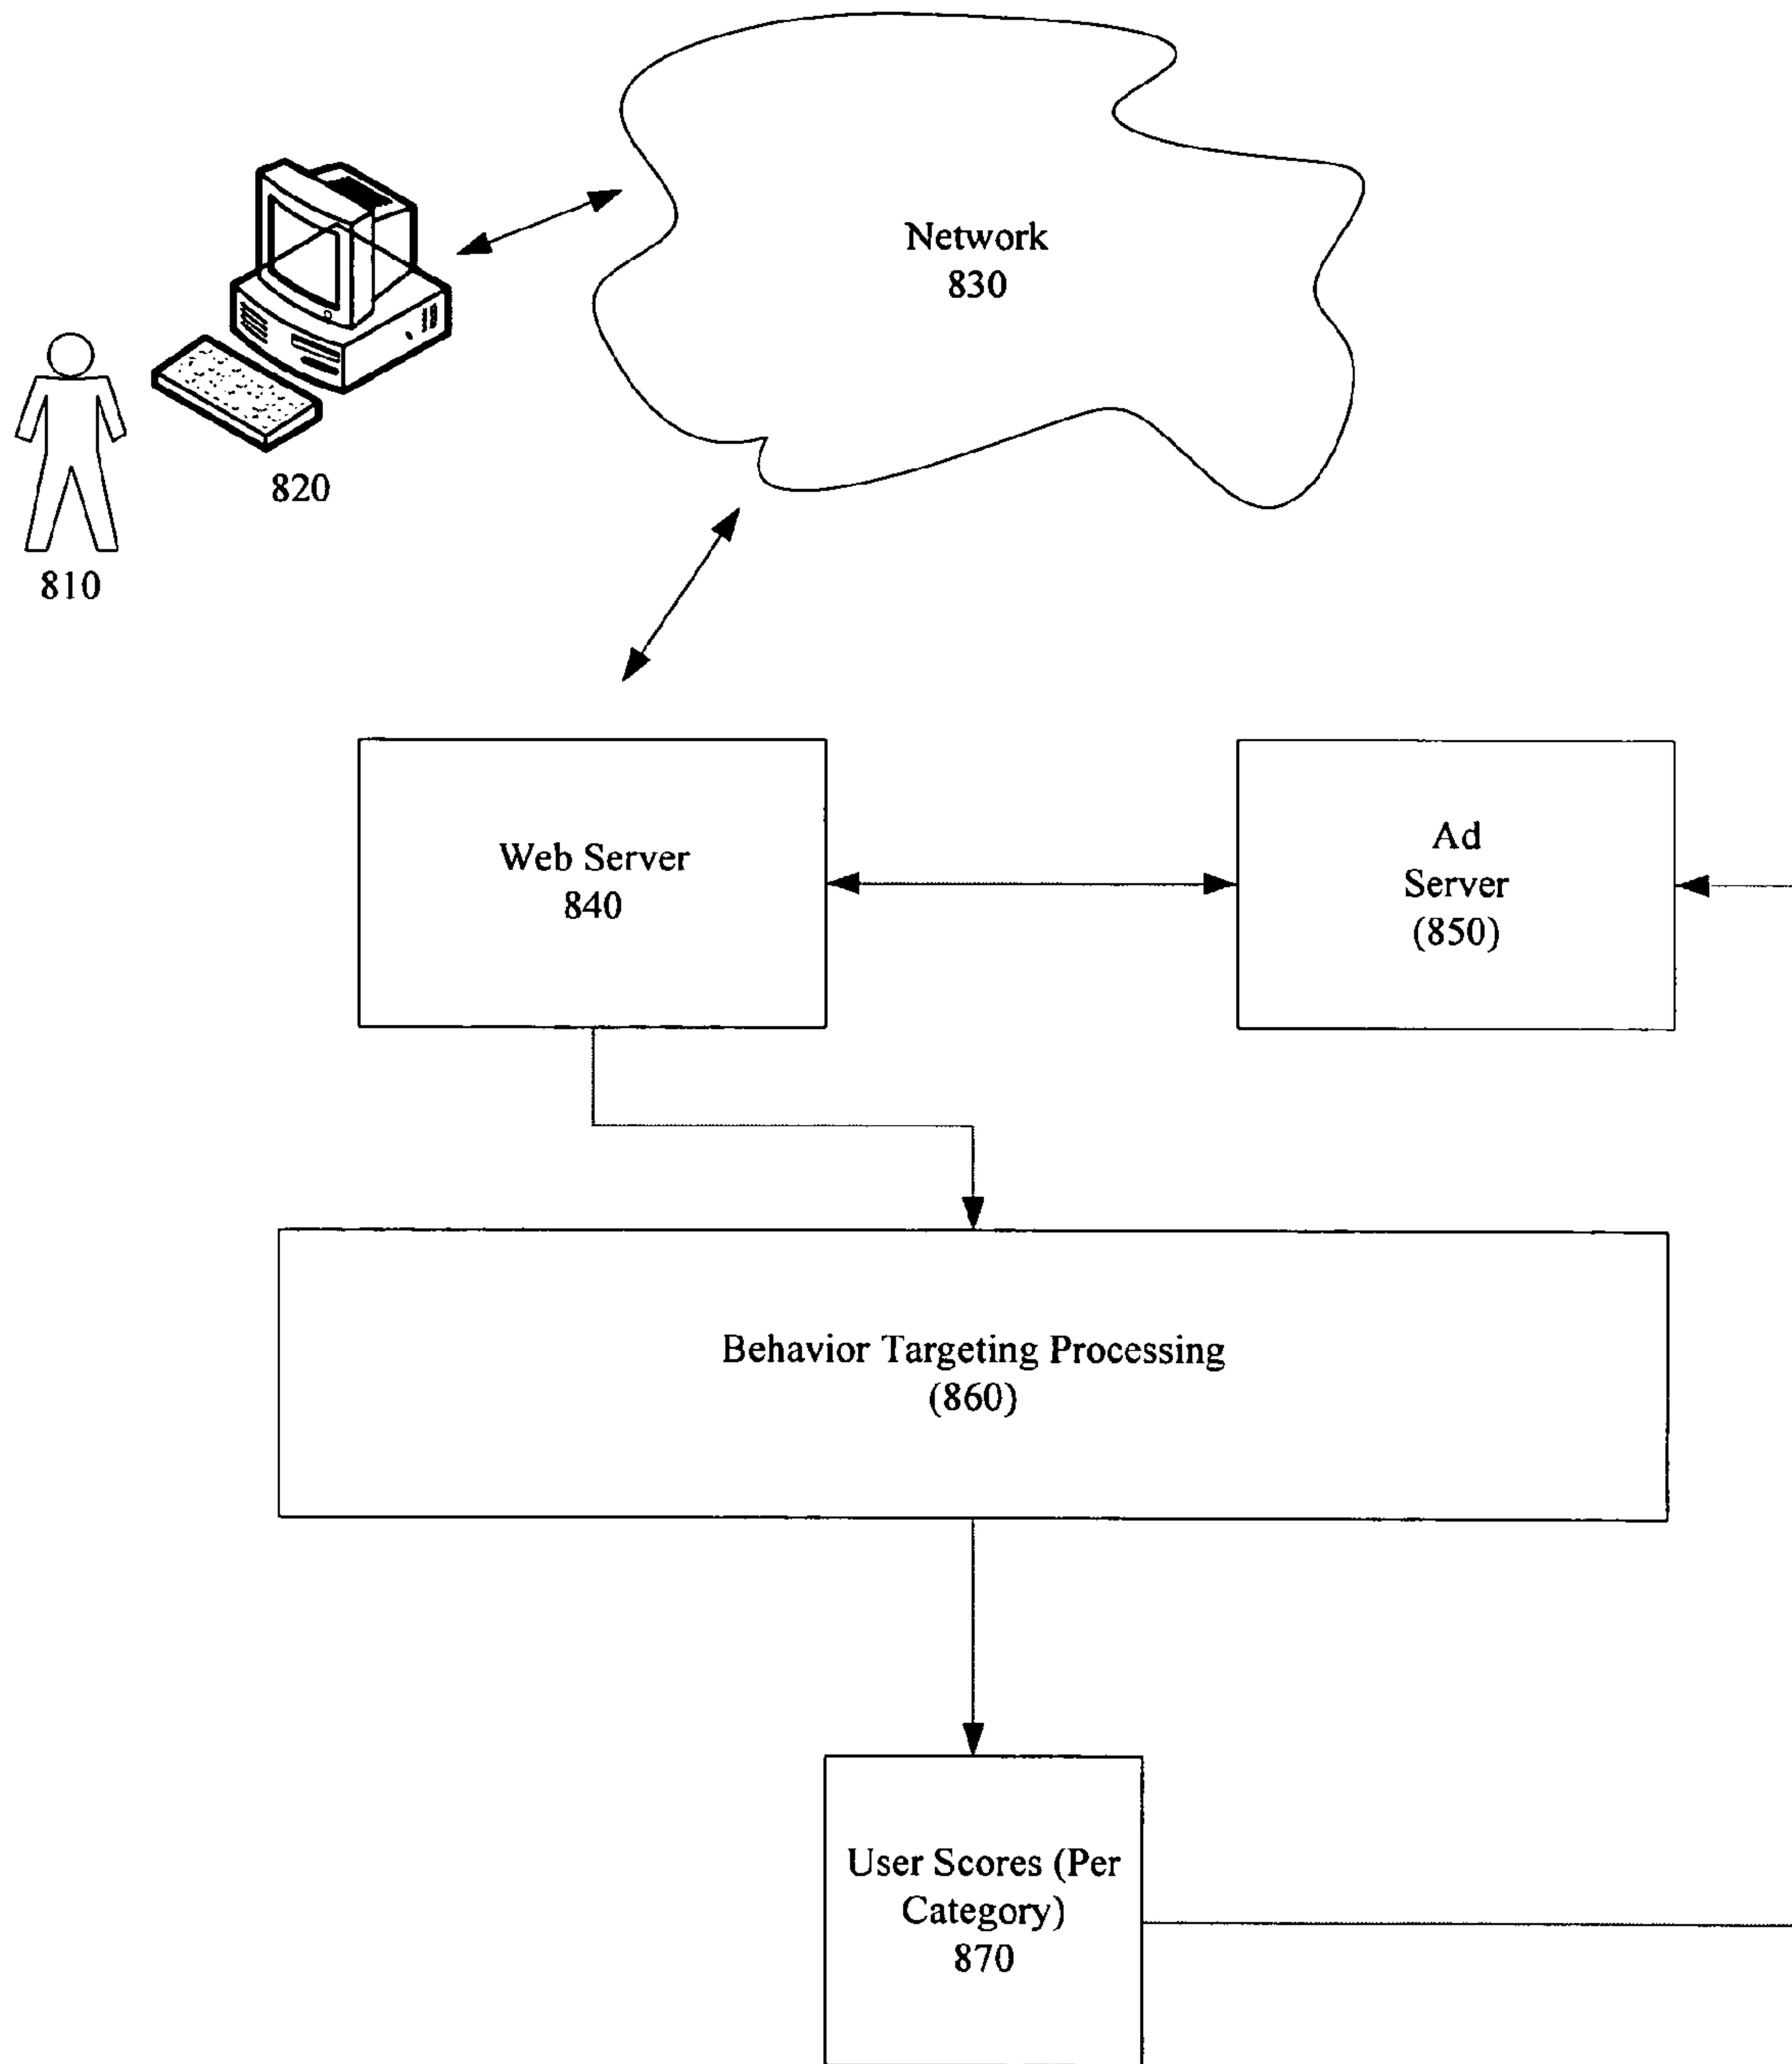 Network
830
820
810
Web Server
840
Ad
Server
(850)
Behavior Targeting Processing
(860)
User Scores (Per
Category)
870